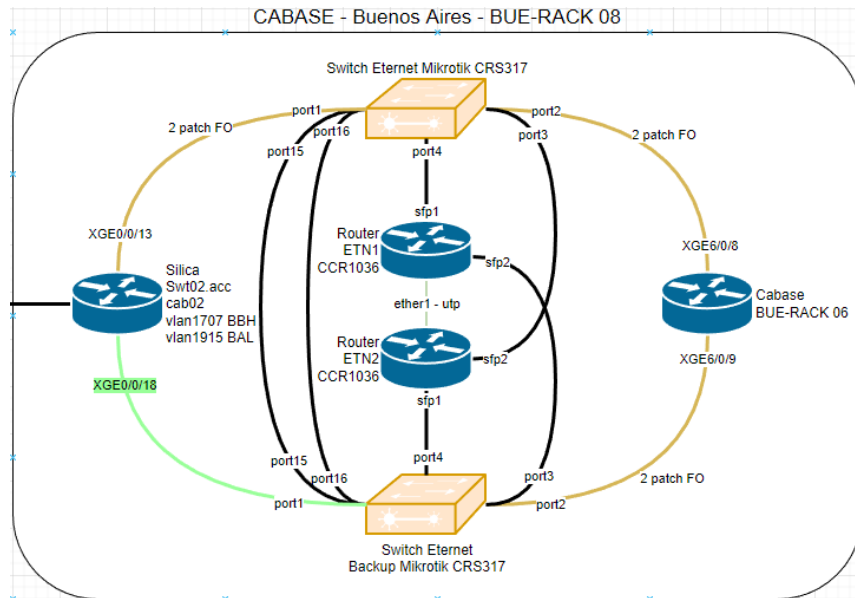 CABASE - Buenos Aires - BUE-RACK 08
Switch Eternet Mikrotik CRS317
port1
port2
2 patch FO
port16
port3
2 patch FO
port15
port4
sfp1
XGE0/0/13
Router
ETN1
CCR1036
XGE6/0/8
sfp2
Silica
Swt02.acc
cab02
vlan1707 BBH
vlan1915 BAL
ether1 - utp
Cabase
BUE-RACK 06
Router
ETN2
CCR1036
sfp2
XGE6/0/9
XGE0/0/18
sfp1
port15
port4
port16
port3
2 patch FO
port1
port2
Switch Eternet
Backup Mikrotik CRS317